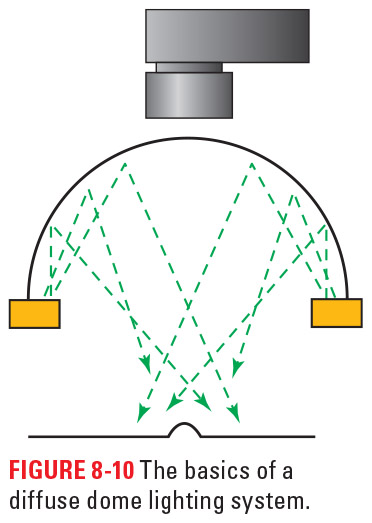 FIGURE 8-10 The basics of a
diffuse dome lighting system.